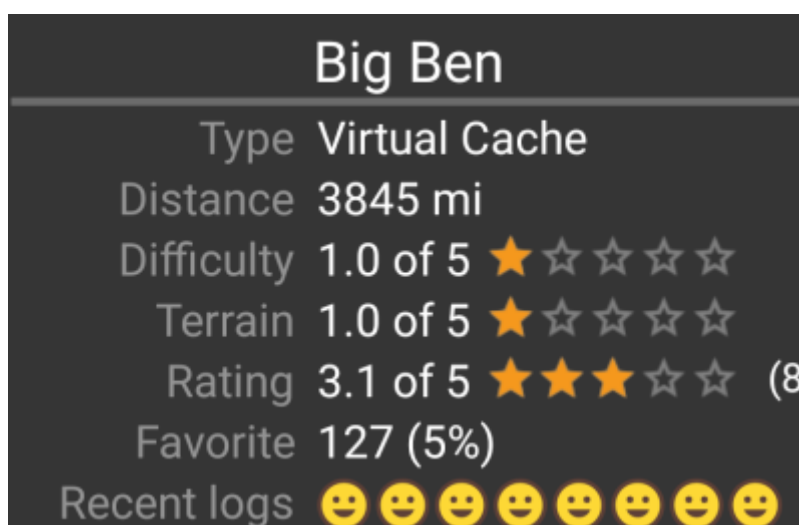 Big Ben
Type Virtual Cache
Distance 3845 mi
Difficulty 1.0 of 5
Terrain 1.0 of 5
Rating 3.1 of 5 (8
Favorite 127 (5%)
Recent logs